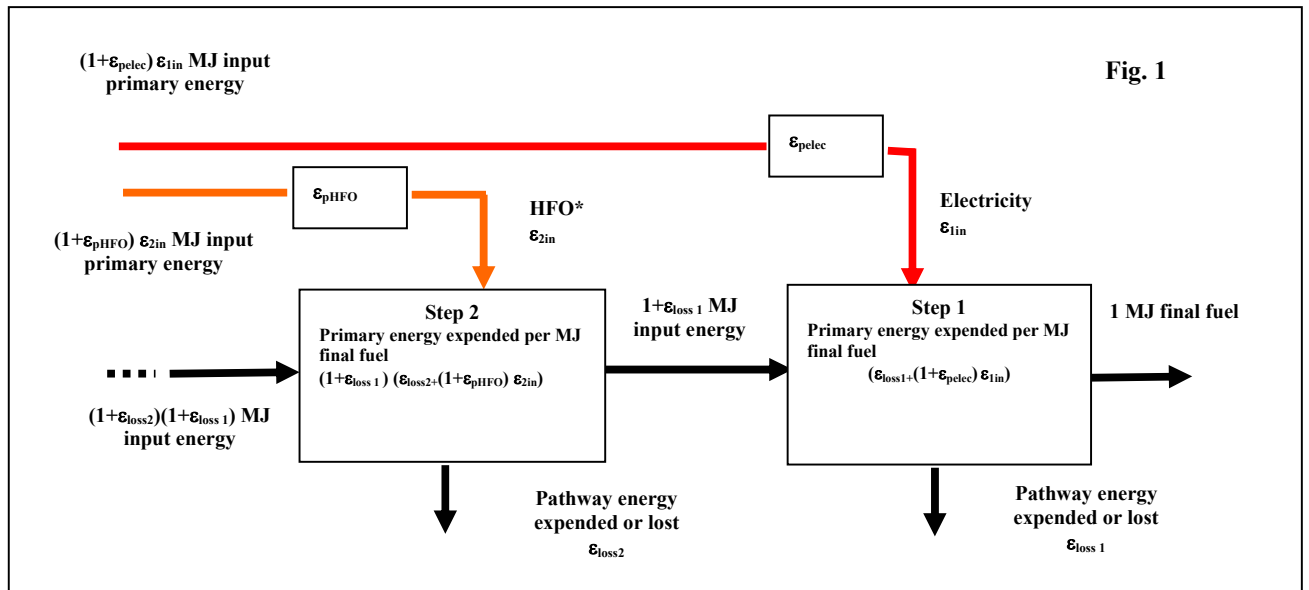 (1+εpelec) ε1in MJ input
primary energy
Fig. 1
εpelec
εpHFO
HFO*
ε2in
Electricity
ε1in
(1+εpHFO) ε2in MJ input
primary energy
Step 2
Primary energy expended per MJ
final fuel
(1+εloss 1 ) (εloss2+(1+εpHFO) ε2in)
1+εloss 1 MJ
input energy
Step 1
Primary energy expended per MJ
final fuel
(εloss1+(1+εpelec) ε1in)
1 MJ final fuel
(1+εloss2)(1+εloss 1) MJ
input energy
Pathway energy
expended or lost
εloss2
Pathway energy
expended or lost
εloss 1